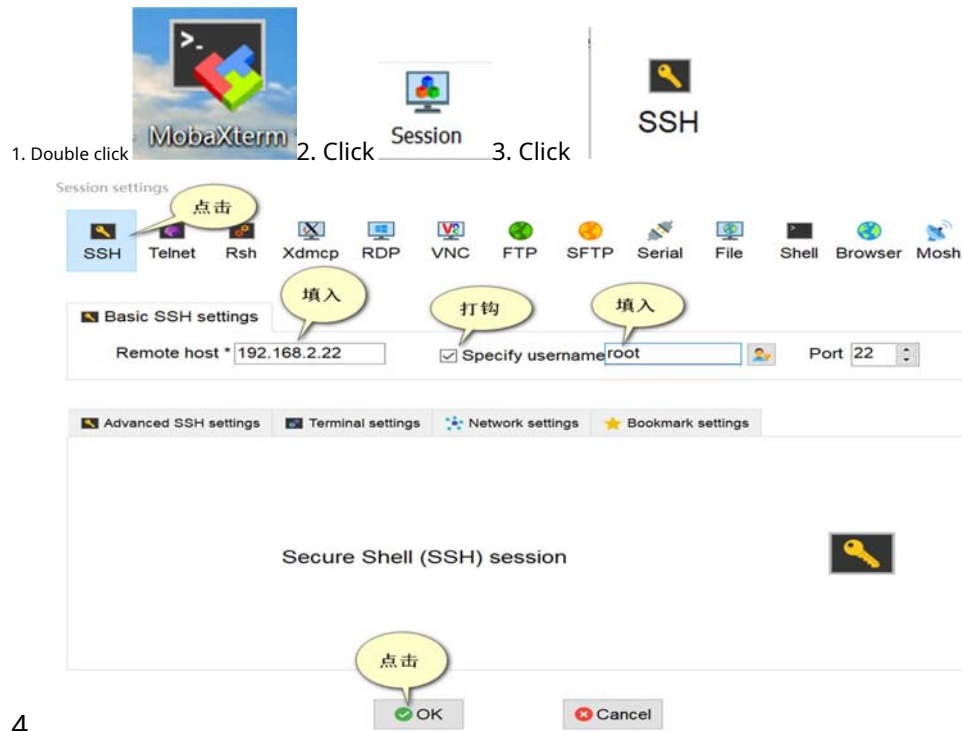 MobaXterm
Session
SSH
1. Double click
2. Click
3. Click
Session settings
点击
SSH Telnet Rsh Xdmcp RDP VNC FTP SFTP Serial File Shell Browser Mosh
填入
打钩
填入
Basic SSH settings
Remote host * 192.168.2.22 Specify username root Port 22
Advanced SSH settings Terminal settings Network settings Bookmark settings
Secure Shell (SSH) session
点击
OK Cancel
4